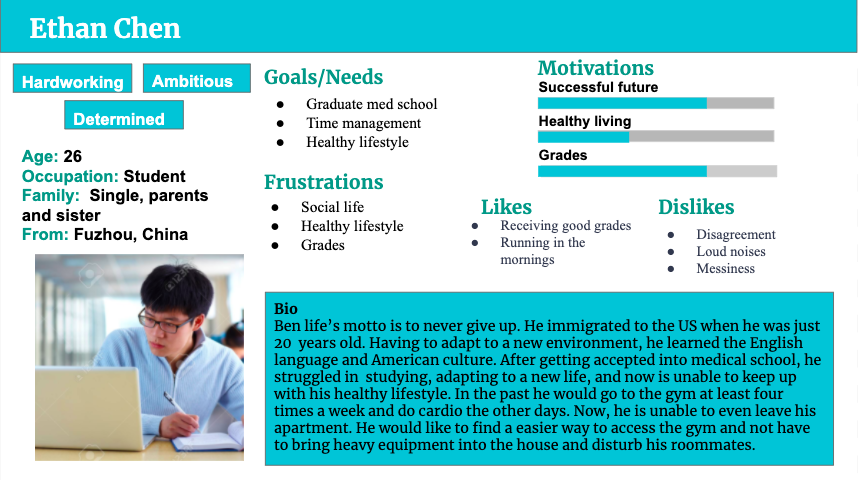 Ethan Chen
Hardworking
Ambitious
Determined
Age: 26
Occupation: Student
Family:  Single, parents
and sister
From: Fuzhou, China
Goals/Needs
● Graduate med school
● Time management
● Healthy lifestyle
Frustrations
● Social life
● Healthy lifestyle
● Grades
Motivations
Successful future
Healthy living
Grades
Likes
● Receiving good grades
● Running in the
mornings
Dislikes
● Disagreement
● Loud noises
● Messiness
Bio
Ben life’s motto is to never give up. He immigrated to the US when he was just
20  years old. Having to adapt to a new environment, he learned the English
language and American culture. After getting accepted into medical school, he
struggled in  studying, adapting to a new life, and now is unable to keep up
with his healthy lifestyle. In the past he would go to the gym at least four
times a week and do cardio the other days. Now, he is unable to even leave his
apartment. He would like to find a easier way to access the gym and not have
to bring heavy equipment into the house and disturb his roommates.